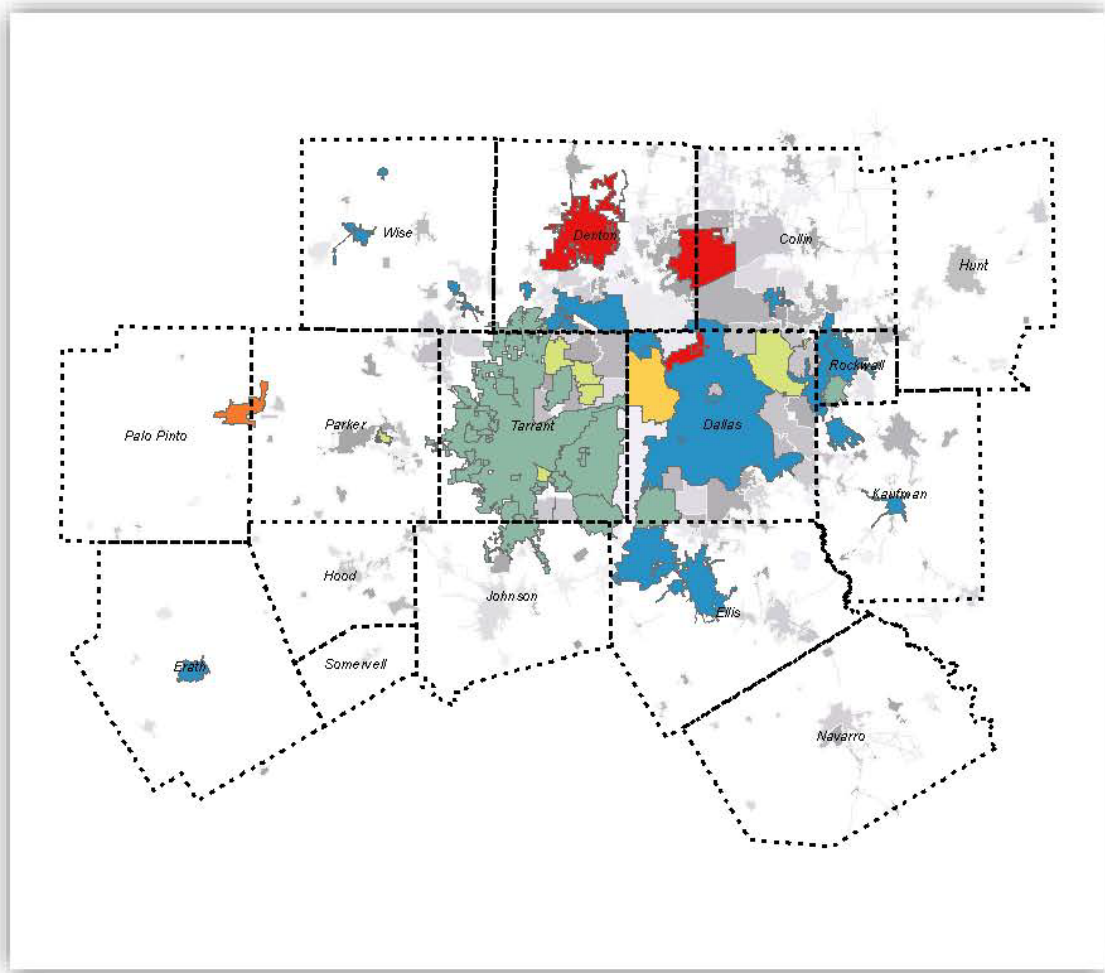 Denton
Wise
Collin
Hunt
Rockwall
Parker
Tarrant
Dallas
Palo Pinto
Kaufman
Hood
Johnson
Ellis
Erath
Somervell
Navarro